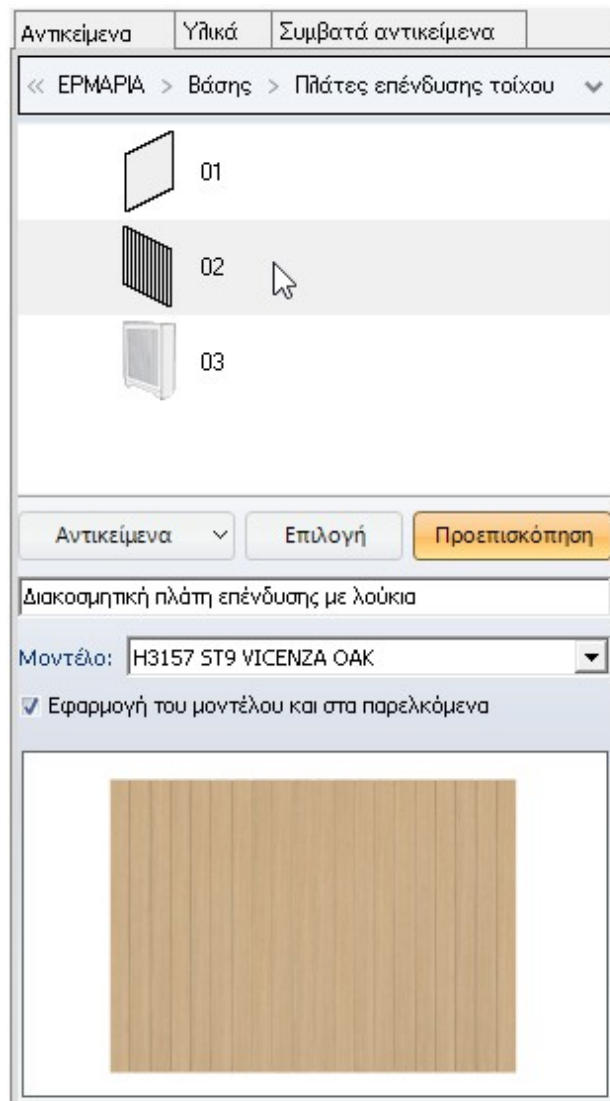 Αντικείμενα Υλικά Συμβατά αντικείμενα
« ΕΡΜΑΡΙΑ > Βάσης > Πλάτες επένδυσης τοίχου
01
02
03
Αντικείμενα Επιλογή Προεπισκόπηση
Διακοσμητική πλάτη επένδυσης με λούκια
Μοντέλο: H3157 ST9 VICENZA OAK
Εφαρμογή του μοντέλου και στα παρελκόμενα